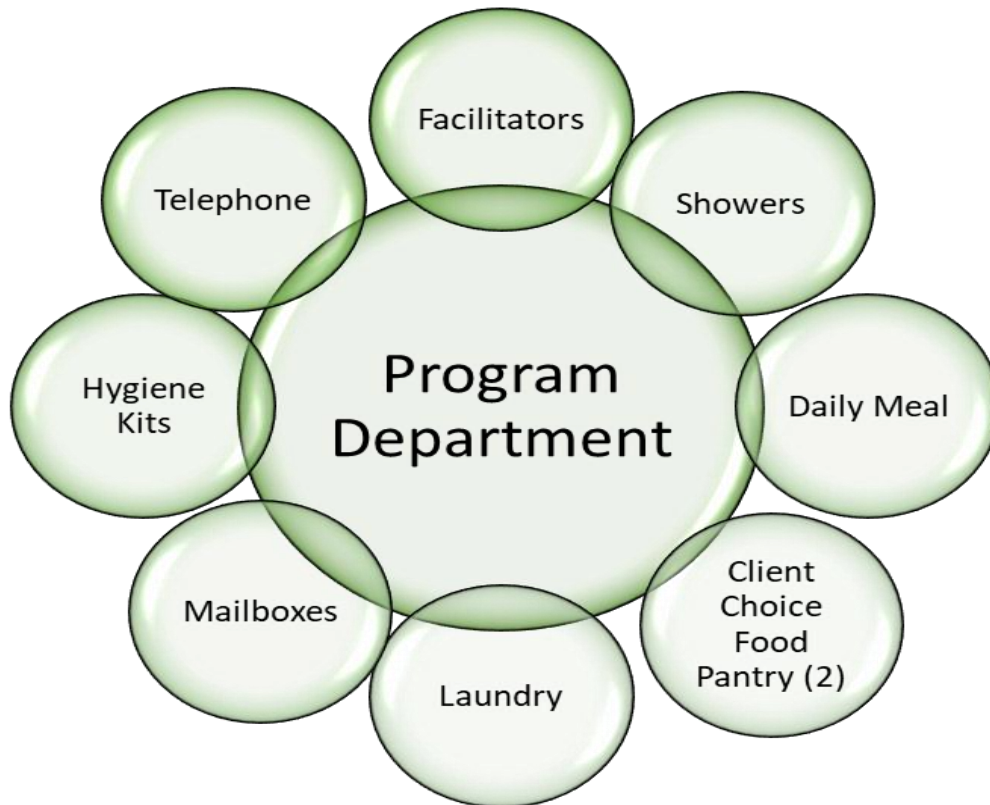 Facilitators
Showers
Daily Meal
Client
Choice
Food
Pantry (2)
Laundry
Mailboxes
Hygiene
Kits
Telephone
Program
Department